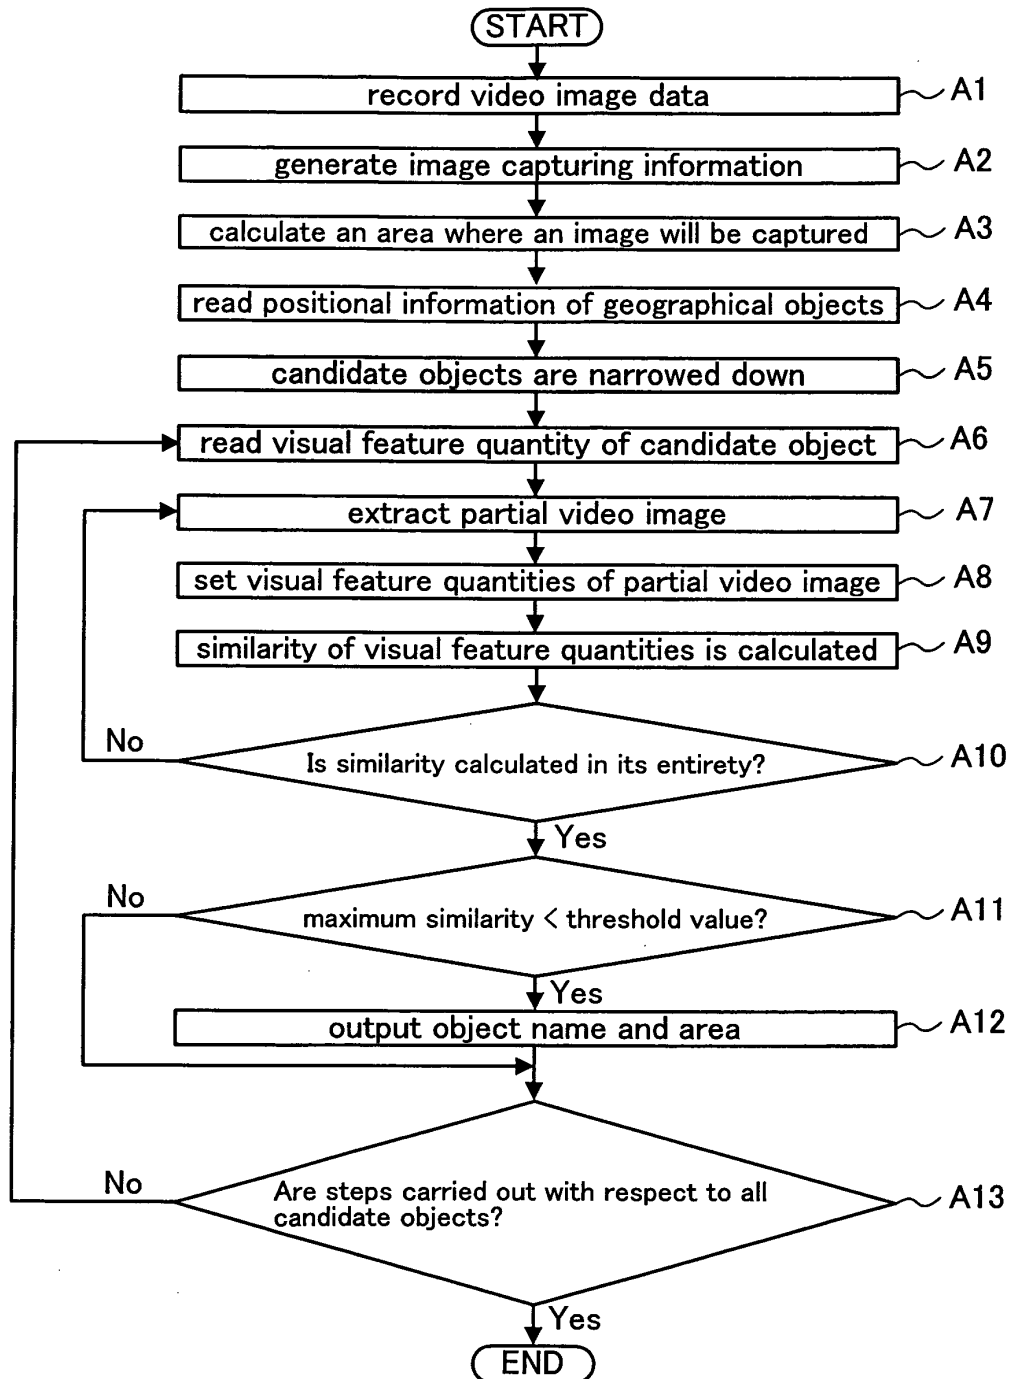 START
record video image data
A1
generate image capturing information
A2
calculate an area where an image will be captured
A3
read positional information of geographical objects
A4
candidate objects are narrowed down
A5
read visual feature quantity of candidate object
A6
extract partial video image
A7
set visual feature quantities of partial video image
A8
similarity of visual feature quantities is calculated
A9
No
Is similarity calculated in its entirety?
A10
Yes
No
maximum similarity < threshold value?
A11
Yes
output object name and area
A12
No
Are steps carried out with respect to all
candidate objects?
A13
Yes
END